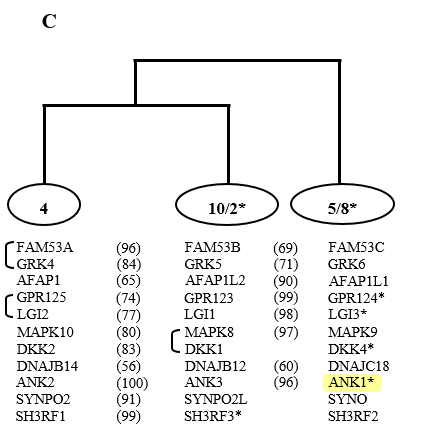 C
4 10/2* 5/8*
FAM53A (96) FAM53B (69) FAM53C
GRK4 (84) GRK5 (71) GRK6
AFAP1 (65) AFAP1L2 (90) AFAP1L1
GPR125 (74) GPR123 (99) GPR124*
LGI2 (77) LGI1 (98) LGI3*
MAPK10 (80) MAPK8 (97) MAPK9
DKK2 (83) DKK1 DKK4*
DNAJB14 (56) DNAJB12 (60) DNAJC18
ANK2 (100) ANK3 (96) ANK1*
SYNPO2 (91) SYNPO2L SYNO
SH3RF1 (99) SH3RF3* SH3RF2